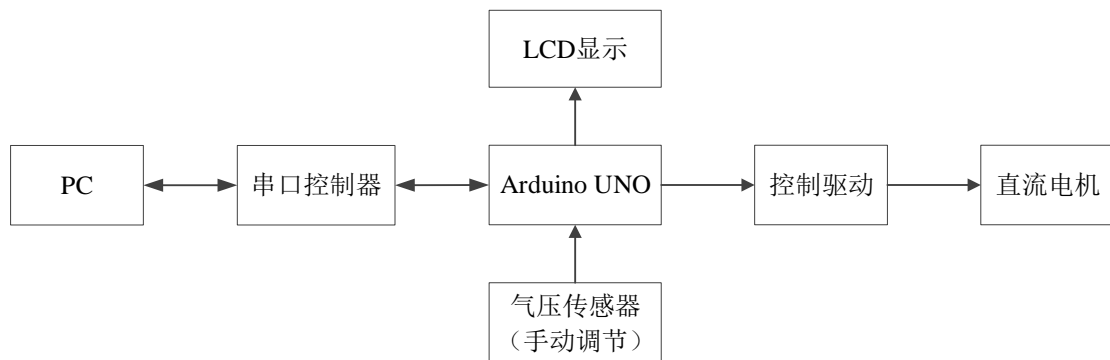 LCD显示
PC
串口控制器
Arduino UNO
控制驱动
直流电机
气压传感器
（手动调节）